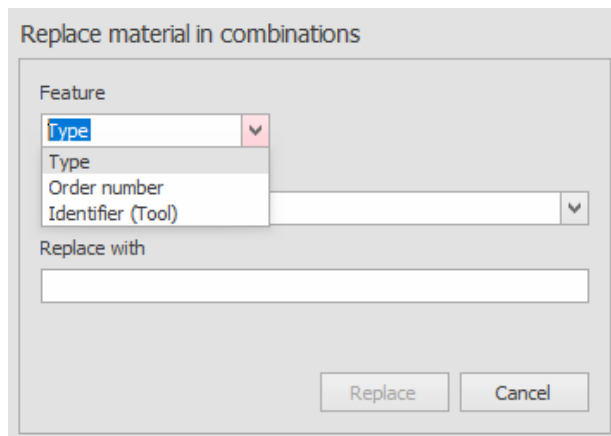 Replace material in combinations
Feature
Type
Type
Order number
Identifier (Tool)
Replace with
Replace Cancel